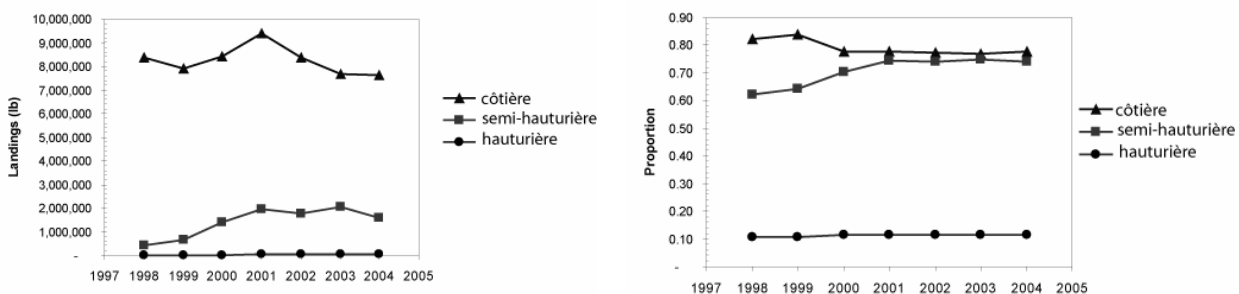 10,000,000
9,000,000
8,000,000
7,000,000
6,000,000
5,000,000
4,000,000
3,000,000
2,000,000
1,000,000
-
Landings (lb)
1997 1998 1999 2000 2001 2002 2003 2004 2005
côtière
semi-hauturière
hauturière
0.90
0.80
0.70
0.60
0.50
0.40
0.30
0.20
0.10
-
Proportion
1997 1998 1999 2000 2001 2002 2003 2004 2005
côtière
semi-hauturière
hauturière